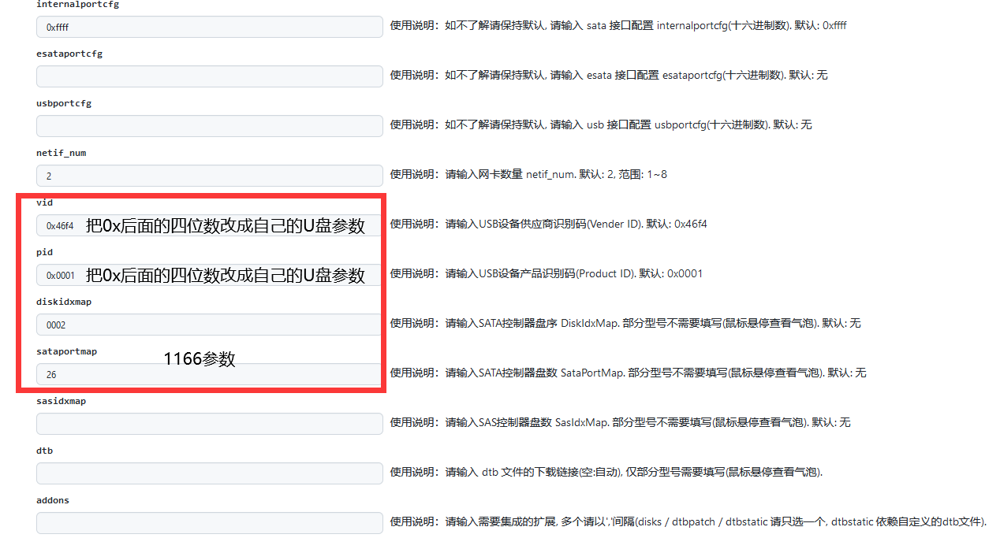 internalportcfg
0xffff 使用说明：如不了解请保持默认, 请输入 sata 接口配置 internalportcfg(十六进制数). 默认: 0xffff
esataportcfg
使用说明：如不了解请保持默认, 请输入 esata 接口配置 esataportcfg(十六进制数). 默认: 无
usbportcfg
使用说明：如不了解请保持默认, 请输入 usb 接口配置 usbportcfg(十六进制数). 默认: 无
netif_num
2 使用说明：请输入网卡数量 netif_num. 默认: 2, 范围: 1~8
vid
0x46f4 把0x后面的四位数改成自己的U盘参数 使用说明：请输入USB设备供应商识别码(Vender ID). 默认: 0x46f4
pid
0x0001 把0x后面的四位数改成自己的U盘参数 使用说明：请输入USB设备产品识别码(Product ID). 默认: 0x0001
diskidxmap
0002 使用说明：请输入SATA控制器盘序 DiskIdxMap. 部分型号不需要填写(鼠标悬停查看气泡). 默认: 无
sataportmap
1166参数
26 使用说明：请输入SATA控制器盘数 SataPortMap. 部分型号不需要填写(鼠标悬停查看气泡). 默认: 无
sasidxmap
使用说明：请输入SAS控制器盘数 SasIdxMap. 部分型号不需要填写(鼠标悬停查看气泡). 默认: 无
dtb
使用说明：请输入 dtb 文件的下载链接(空:自动), 仅部分型号需要填写(鼠标悬停查看气泡).
addons
使用说明：请输入需要集成的扩展, 多个请以','间隔(disks / dtbpatch / dtbstatic 请只选一个, dtbstatic 依赖自定义的dtb文件).